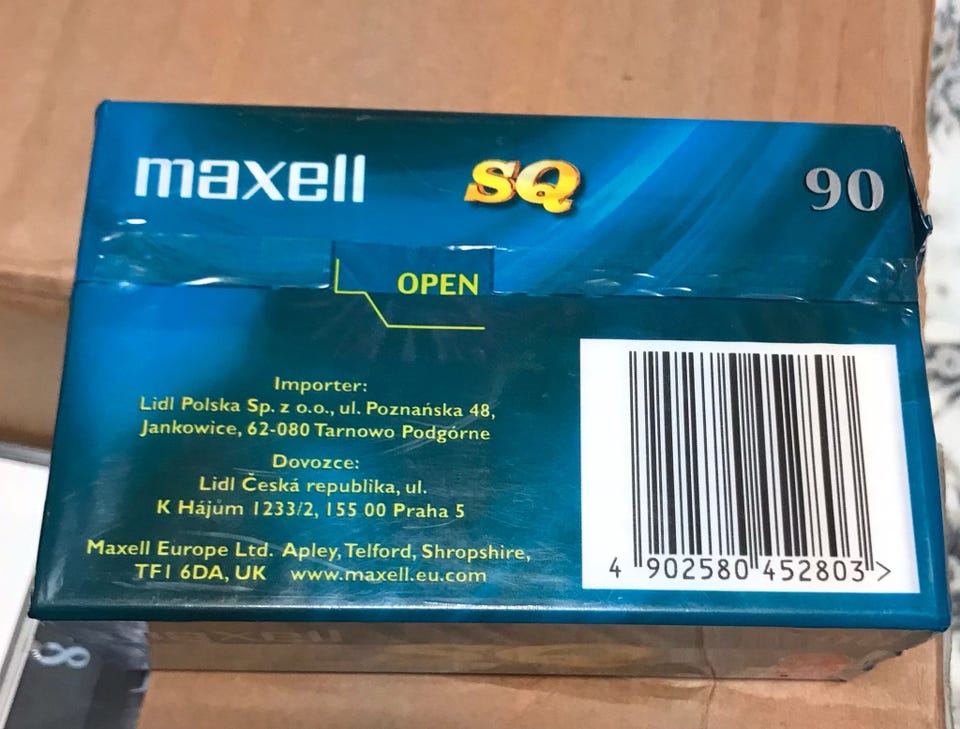 maxell SQ 90
OPEN
Importer:
Lidl Polska Sp. z o.o., ul. Poznańska 48,
Jankowice, 62-080 Tarnowo Podgórne
Dovozce:
Lidl Česká republika, ul.
K Hájům 1233/2, 155 00 Praha 5
Maxell Europe Ltd. Apley, Telford, Shropshire,
TF1 6DA, UK www.maxell.eu.com
4 902580 452803 >
maxell
8